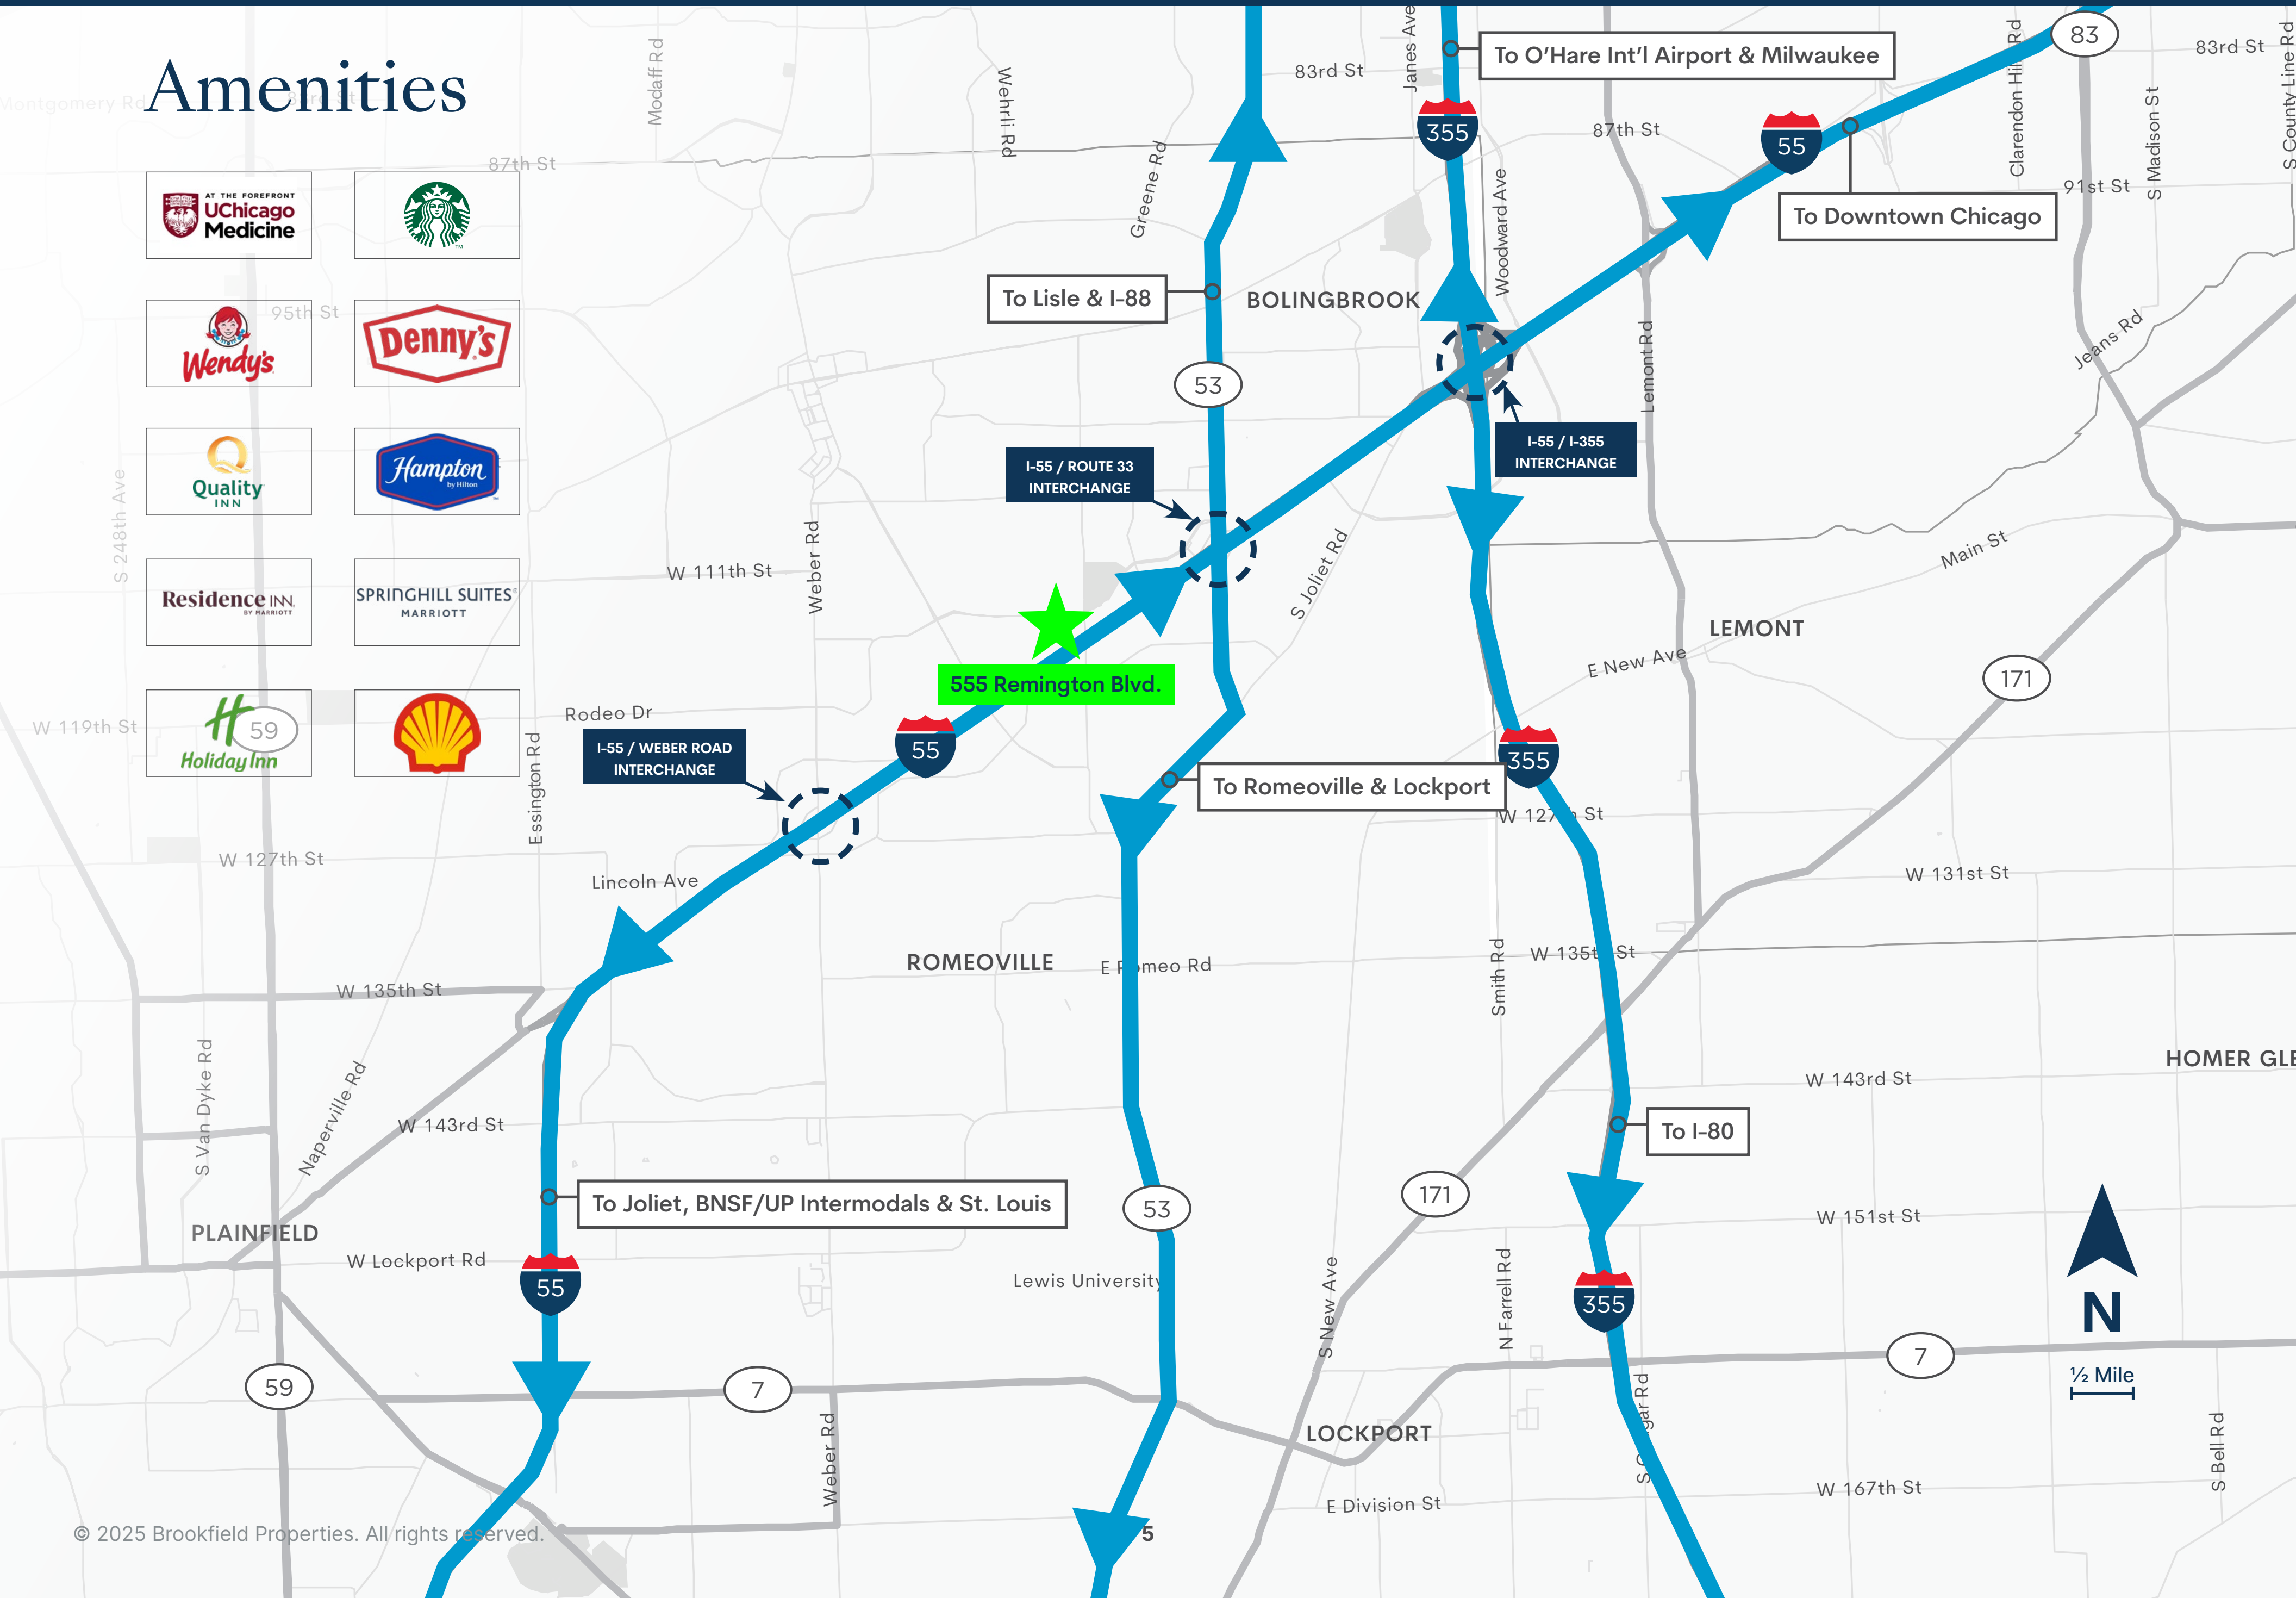 Amenities
AT THE FOREFRONT
UChicago
Medicine
TM
Wendy's
Denny's
Q
Quality
INN
Hampton
by Hilton
Residence INN.
BY MARRIOTT
SPRINGHILL SUITES
MARRIOTT
H
Holiday Inn
59
Montgomery Rd
83rd St
Modaff Rd
87th St
95th St
S 248th Ave
W 119th St
W 127th St
Essington Rd
Rodeo Dr
W 111th St
Weber Rd
Wehrli Rd
Greene Rd
83rd St
Janes Ave
To O'Hare Int'l Airport & Milwaukee
355
87th St
55
83
83rd St
Clarendon Hill Rd
S Madison St
S County Line Rd
91st St
To Downtown Chicago
Woodward Ave
To Lisle & I-88
BOLINGBROOK
53
Lemont Rd
Jeans Rd
I-55 / I-355
INTERCHANGE
I-55 / ROUTE 33
INTERCHANGE
S Joliet Rd
Main St
555 Remington Blvd.
LEMONT
E New Ave
171
I-55 / WEBER ROAD
INTERCHANGE
55
To Romeoville & Lockport
355
W 127th St
Lincoln Ave
W 131st St
ROMEOVILLE
E Romeo Rd
Smith Rd
W 135th St
W 135th St
S Van Dyke Rd
Naperville Rd
W 143rd St
W 143rd St
HOMER GLE
To I-80
To Joliet, BNSF/UP Intermodals & St. Louis
53
171
W 151st St
PLAINFIELD
W Lockport Rd
55
Lewis University
S New Ave
N Farrell Rd
355
N
½ Mile
59
7
7
Weber Rd
LOCKPORT
S Bell Rd
E Division St
W 167th St
© 2025 Brookfield Properties. All rights reserved.
5